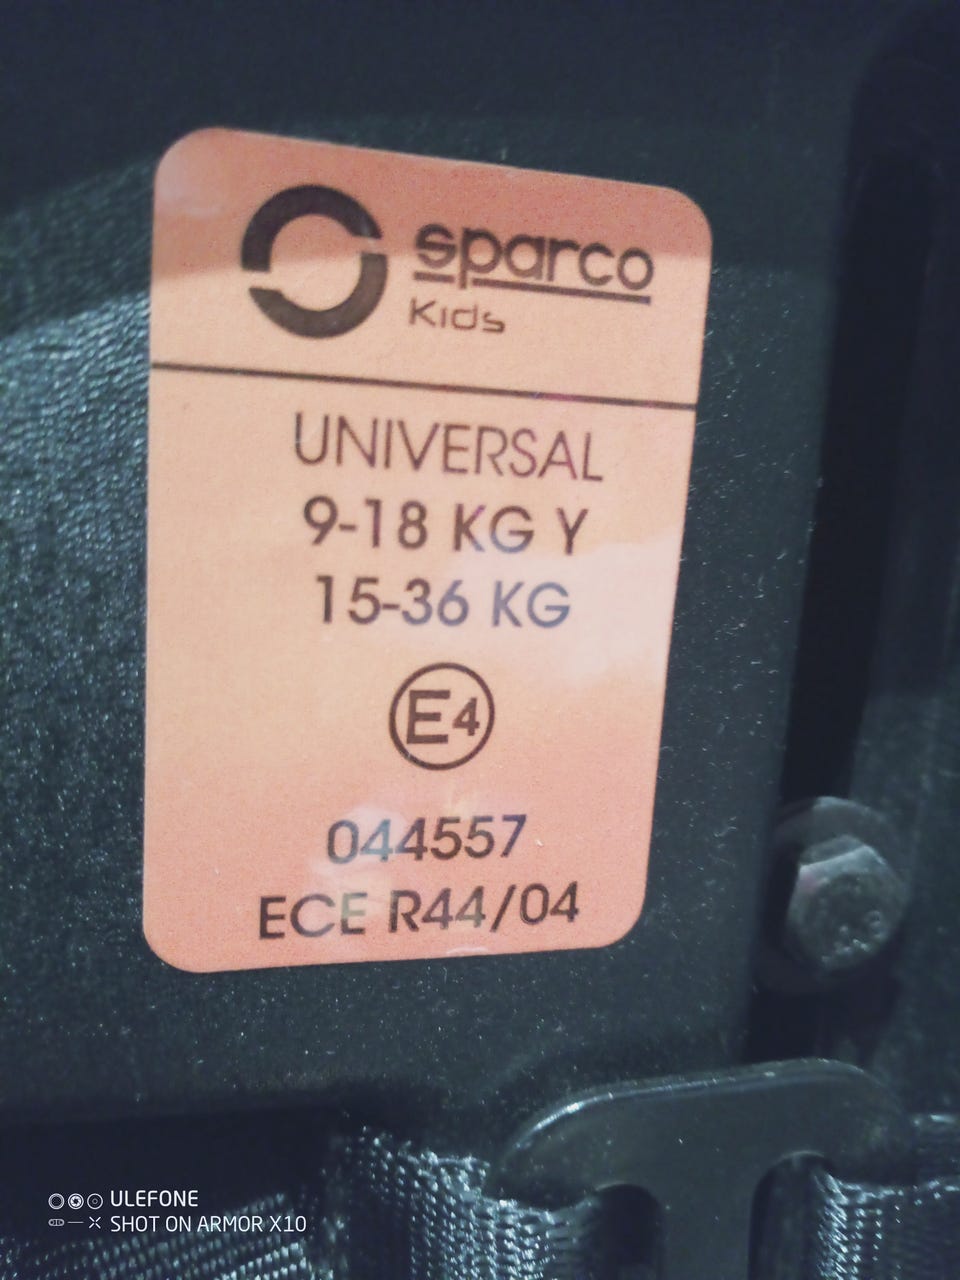 sparco
Kids
UNIVERSAL
9-18 KG Y
15-36 KG
E4
044557
ECE R44/04
ULEFONE
SHOT ON ARMOR X10